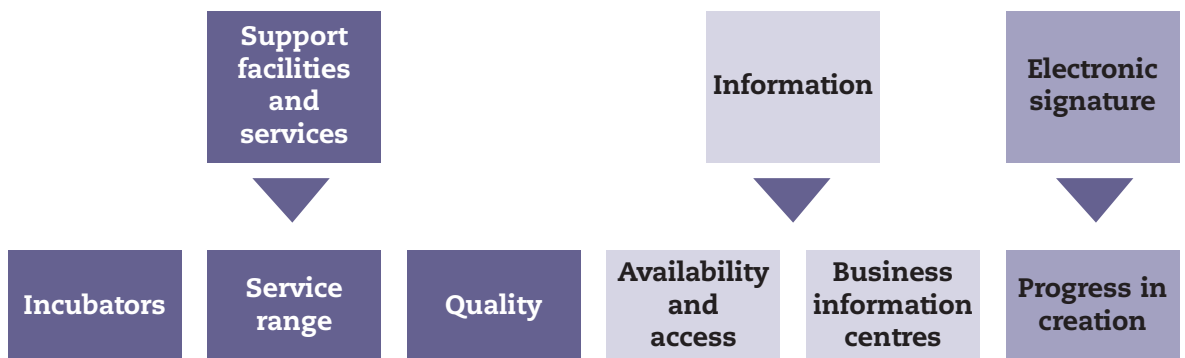 Support
facilities
and
services
Information
Electronic
signature
Incubators
Service
range
Quality
Availability
and
access
Business
information
centres
Progress in
creation